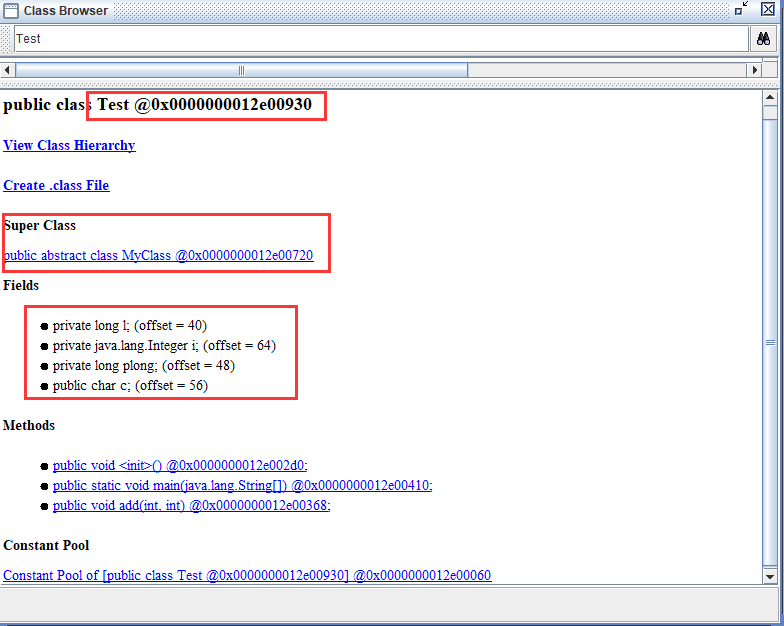 Class Browser
Test
public class Test @0x0000000012e00930
View Class Hierarchy
Create .class File
Super Class
public abstract class MyClass @0x0000000012e00720
Fields
private long l; (offset = 40)
private java.lang.Integer i; (offset = 64)
private long plong; (offset = 48)
public char c; (offset = 56)
Methods
public void <init>() @0x0000000012e002d0;
public static void main(java.lang.String[]) @0x0000000012e00410;
public void add(int, int) @0x0000000012e00368;
Constant Pool
Constant Pool of [public class Test @0x0000000012e00930] @0x0000000012e00060